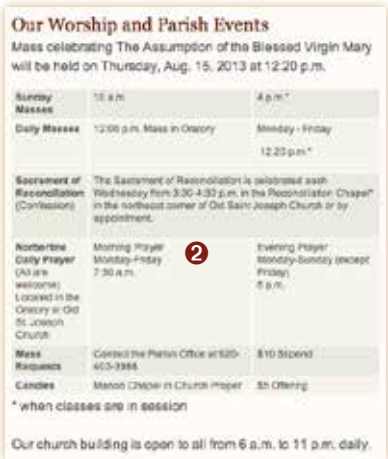 Our Worship and Parish Events
Mass celebrating The Assumption of the Blessed Virgin Mary
will be held on Thursday, Aug. 15, 2013 at 12:20 p.m.
Sunday Masses
10 a.m.
4 p.m.*
Daily Masses
12:00 p.m. Mass in Oratory
Monday - Friday
12:20 p.m.*
Sacrament of
Reconciliation
(Confession)
The Sacrament of Reconciliation is celebrated each
Wednesday from 3:30-4:30 p.m. in the Reconciliation Chapel*
in the northeast corner of Old Saint Joseph Church or by
appointment.
Norbertine
Daily Prayer
(All are
welcome)
Located in the
Oratory at Old
St. Joseph
Church
Morning Prayer
Monday-Friday
7:30 a.m.
2
Evening Prayer
Monday-Sunday (except
Friday)
5 p.m.
Mass
Requests
Contact the Parish Office at 920-
403-
$10 Stipend
Candles
Marian Chapel in Church Proper
$5 Offering
* when classes are in session
Our church building is open to all from 6 a.m. to 11 p.m. daily.